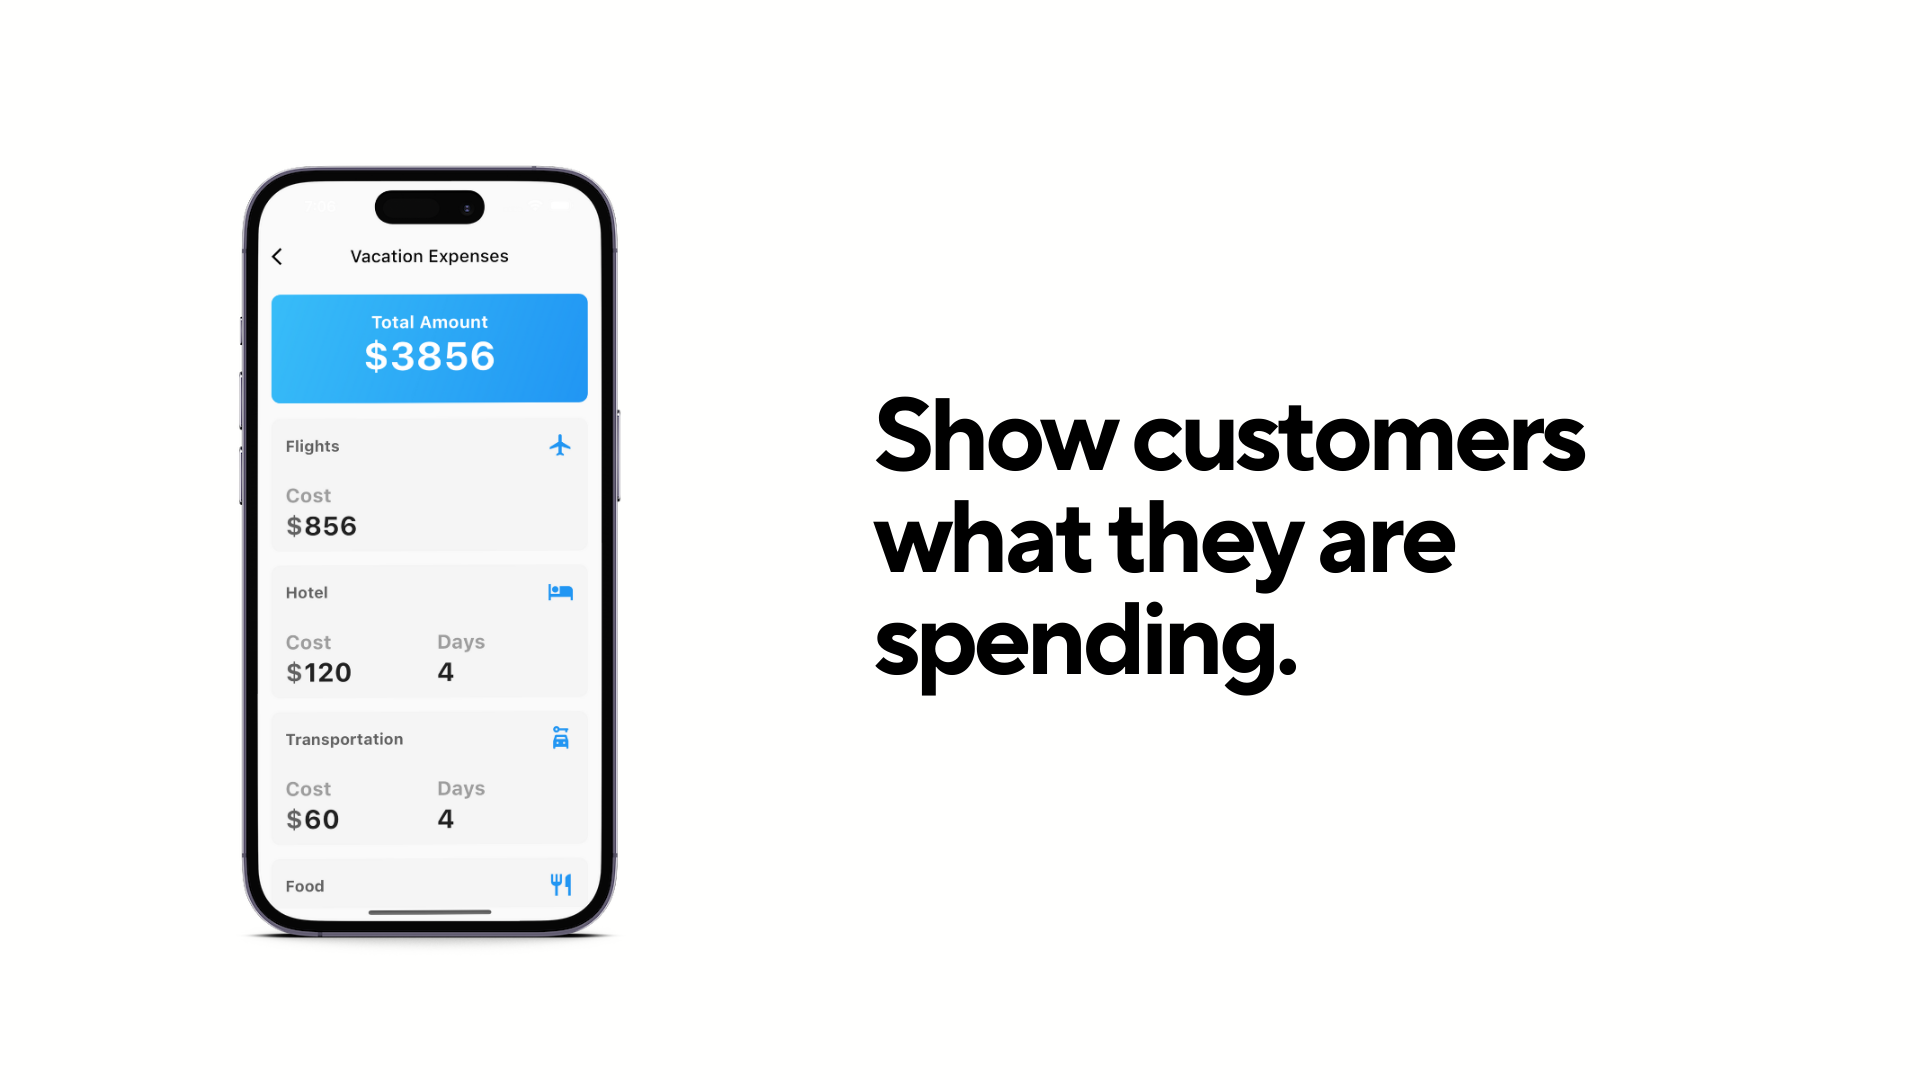 Vacation Expenses
Total Amount
$3856
Flights
Cost
$856
Hotel
Cost Days
$120 4
Transportation
Cost Days
$60 4
Food
Show customers
what they are
spending.